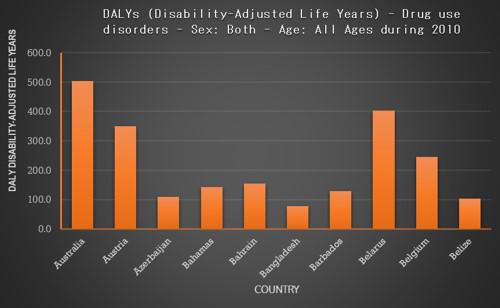 DALYs (Disability-Adjusted Life Years) - Drug use
disorders - Sex: Both - Age: All Ages during 2010
DALY DISABILITY-ADJUSTED LIFE YEARS
600.0
500.0
400.0
300.0
200.0
100.0
0.0
Australia
Austria
Azerbaijan
Bahamas
Bahrain
Bangladesh
Barbados
Belarus
Belgium
Belize
COUNTRY